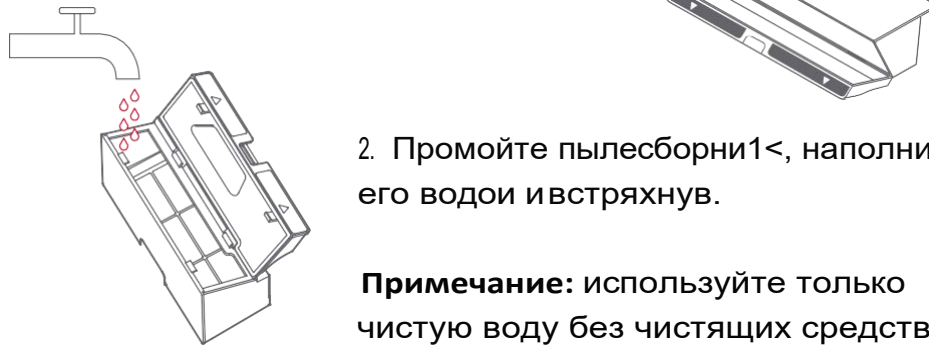 2. Промойте пылесборни1<, наполни
его водои ивстряхнув.
Примечание: используйте только
чистую воду без чистящих средств